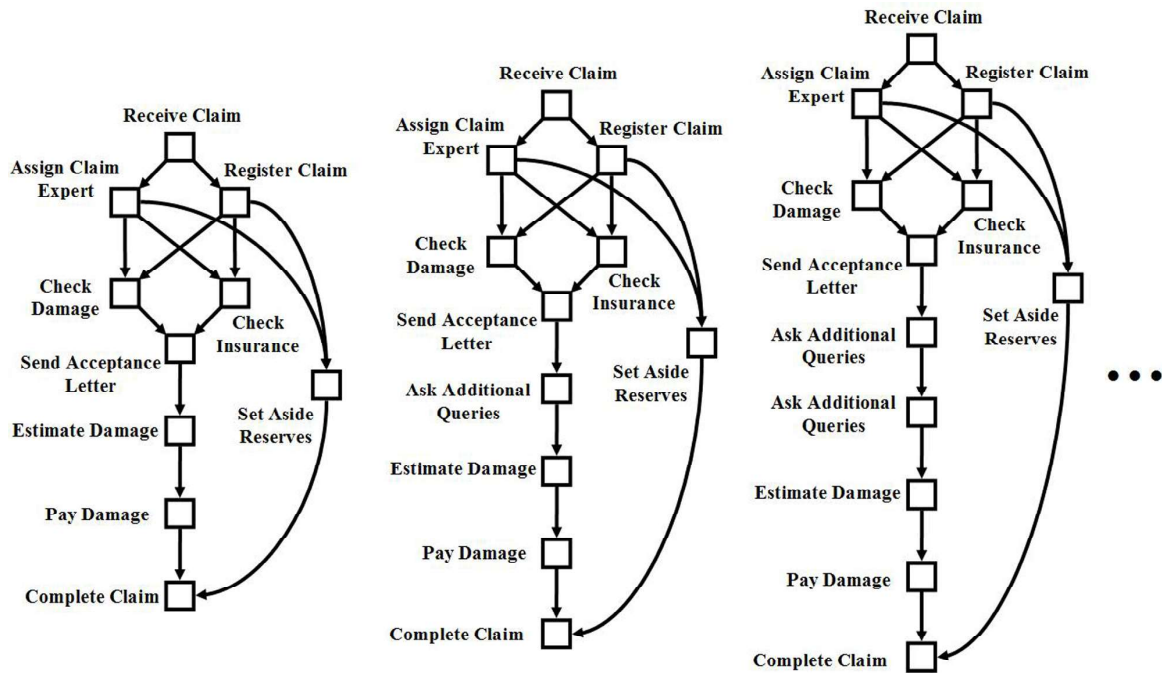 Receive Claim
Assign Claim
Expert
Register Claim
Check
Damage
Check
Insurance
Send Acceptance
Letter
Set Aside
Reserves
Estimate Damage
Pay Damage
Complete Claim
Receive Claim
Assign Claim
Expert
Register Claim
Check
Damage
Check
Insurance
Send Acceptance
Letter
Set Aside
Reserves
Ask Additional
Queries
Estimate Damage
Pay Damage
Complete Claim
Receive Claim
Assign Claim
Expert
Register Claim
Check
Damage
Check
Insurance
Send Acceptance
Letter
Set Aside
Reserves
Ask Additional
Queries
Ask Additional
Queries
Estimate Damage
Pay Damage
Complete Claim
•••